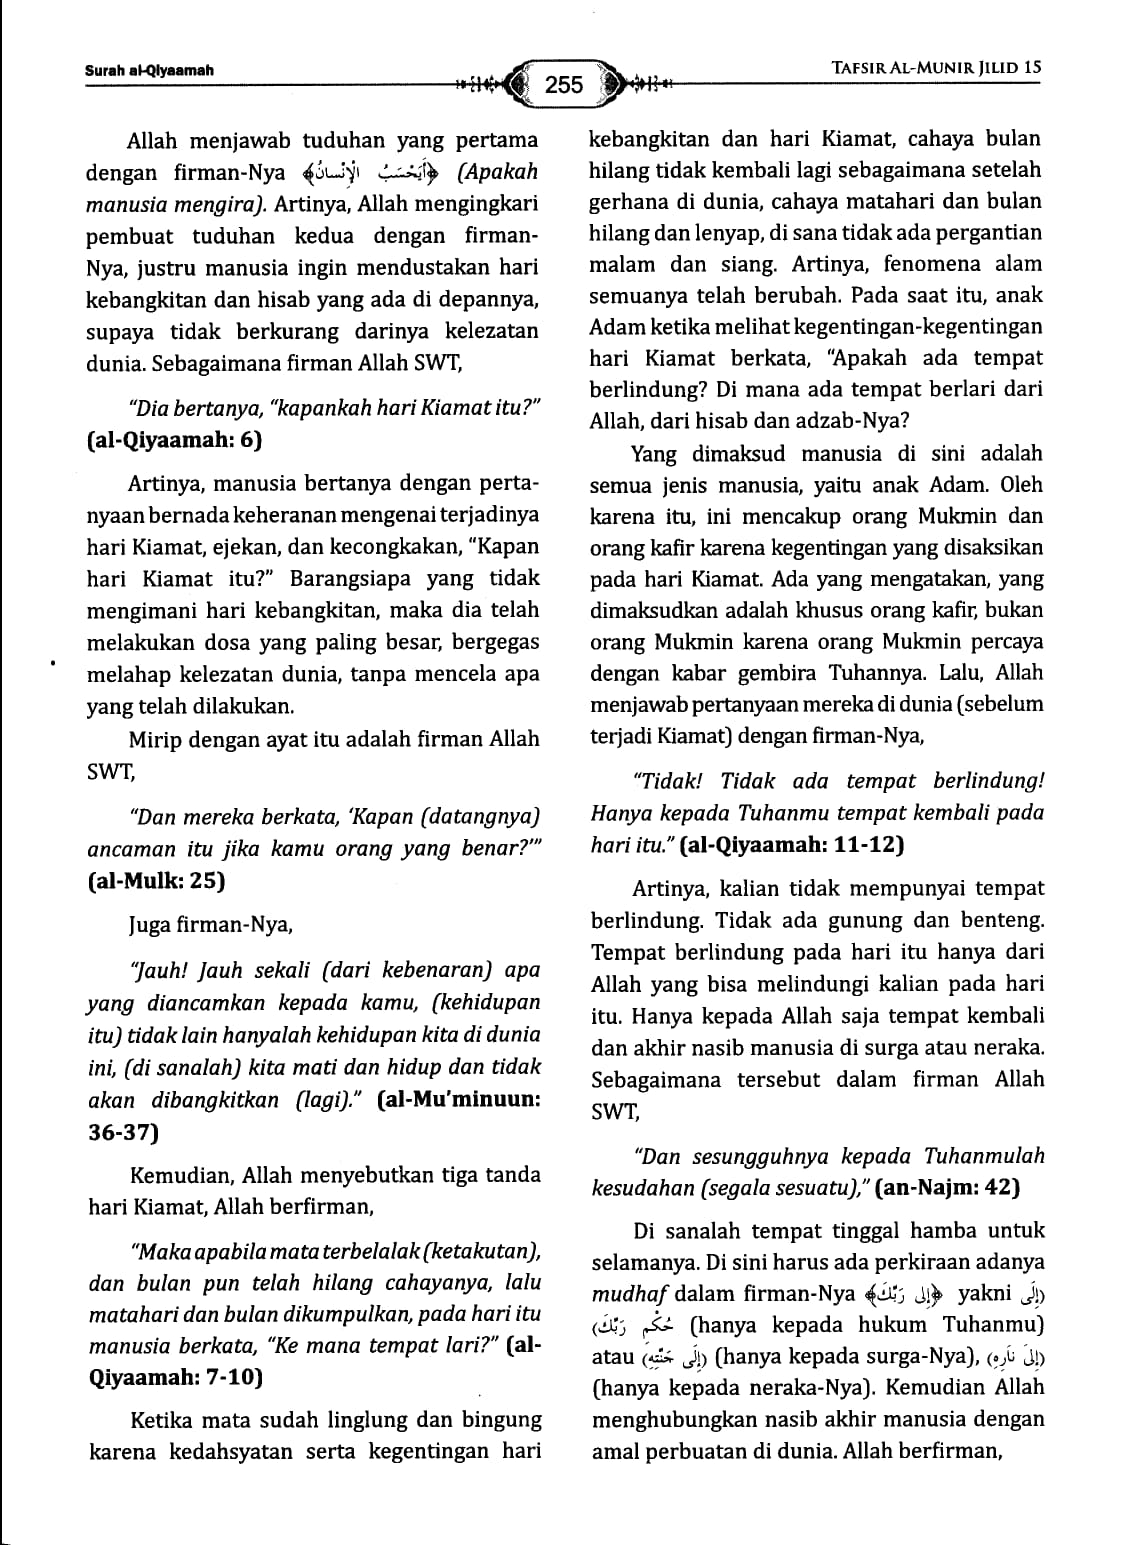 Surah al-Qiyaamah
255
TAFSIR AL-MUNIR JILID 15
Allah menjawab tuduhan yang pertama
dengan firman-Nya ﴿أَيَحْسَبُ الْإِنْسانُ﴾ (Apakah
manusia mengira). Artinya, Allah mengingkari
pembuat tuduhan kedua dengan firman-
Nya, justru manusia ingin mendustakan hari
kebangkitan dan hisab yang ada di depannya,
supaya tidak berkurang darinya kelezatan
dunia. Sebagaimana firman Allah SWT,
“Dia bertanya, “kapankah hari Kiamat itu?”
(al-Qiyaamah: 6)
Artinya, manusia bertanya dengan perta-
nyaan bernada keheranan mengenai terjadinya
hari Kiamat, ejekan, dan kecongkakan, “Kapan
hari Kiamat itu?” Barangsiapa yang tidak
mengimani hari kebangkitan, maka dia telah
melakukan dosa yang paling besar, bergegas
melahap kelezatan dunia, tanpa mencela apa
yang telah dilakukan.
Mirip dengan ayat itu adalah firman Allah
SWT,
“Dan mereka berkata, ‘Kapan (datangnya)
ancaman itu jika kamu orang yang benar?’”
(al-Mulk: 25)
Juga firman-Nya,
“Jauh! Jauh sekali (dari kebenaran) apa
yang diancamkan kepada kamu, (kehidupan
itu) tidak lain hanyalah kehidupan kita di dunia
ini, (di sanalah) kita mati dan hidup dan tidak
akan dibangkitkan (lagi).” (al-Mu’minuun:
36-37)
Kemudian, Allah menyebutkan tiga tanda
hari Kiamat, Allah berfirman,
“Maka apabila mata terbelalak (ketakutan),
dan bulan pun telah hilang cahayanya, lalu
matahari dan bulan dikumpulkan, pada hari itu
manusia berkata, “Ke mana tempat lari?” (al-
Qiyaamah: 7-10)
Ketika mata sudah linglung dan bingung
karena kedahsyatan serta kegentingan hari
kebangkitan dan hari Kiamat, cahaya bulan
hilang tidak kembali lagi sebagaimana setelah
gerhana di dunia, cahaya matahari dan bulan
hilang dan lenyap, di sana tidak ada pergantian
malam dan siang. Artinya, fenomena alam
semuanya telah berubah. Pada saat itu, anak
Adam ketika melihat kegentingan-kegentingan
hari Kiamat berkata, “Apakah ada tempat
berlindung? Di mana ada tempat berlari dari
Allah, dari hisab dan adzab-Nya?
Yang dimaksud manusia di sini adalah
semua jenis manusia, yaitu anak Adam. Oleh
karena itu, ini mencakup orang Mukmin dan
orang kafir karena kegentingan yang disaksikan
pada hari Kiamat. Ada yang mengatakan, yang
dimaksudkan adalah khusus orang kafir, bukan
orang Mukmin karena orang Mukmin percaya
dengan kabar gembira Tuhannya. Lalu, Allah
menjawab pertanyaan mereka di dunia (sebelum
terjadi Kiamat) dengan firman-Nya,
“Tidak! Tidak ada tempat berlindung!
Hanya kepada Tuhanmu tempat kembali pada
hari itu.” (al-Qiyaamah: 11-12)
Artinya, kalian tidak mempunyai tempat
berlindung. Tidak ada gunung dan benteng.
Tempat berlindung pada hari itu hanya dari
Allah yang bisa melindungi kalian pada hari
itu. Hanya kepada Allah saja tempat kembali
dan akhir nasib manusia di surga atau neraka.
Sebagaimana tersebut dalam firman Allah
SWT,
“Dan sesungguhnya kepada Tuhanmulah
kesudahan (segala sesuatu),” (an-Najm: 42)
Di sanalah tempat tinggal hamba untuk
selamanya. Di sini harus ada perkiraan adanya
mudhaf dalam firman-Nya ﴿إِلى رَبِّكَ﴾ yakni (إِلَى
حُكْمِ رَبِّكَ) (hanya kepada hukum Tuhanmu)
atau (إِلَى جَنَّتِهِ) (hanya kepada surga-Nya), (إِلىَ نَارِهِ)
(hanya kepada neraka-Nya). Kemudian Allah
menghubungkan nasib akhir manusia dengan
amal perbuatan di dunia. Allah berfirman,